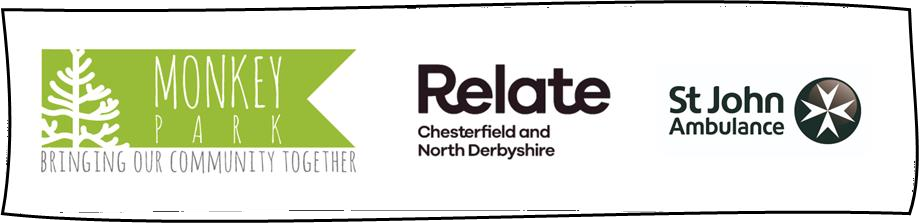 MONKEY
PARK
BRINGING OUR COMMUNITY TOGETHER
Relate
Chesterfield and
North Derbyshire
St John
Ambulance